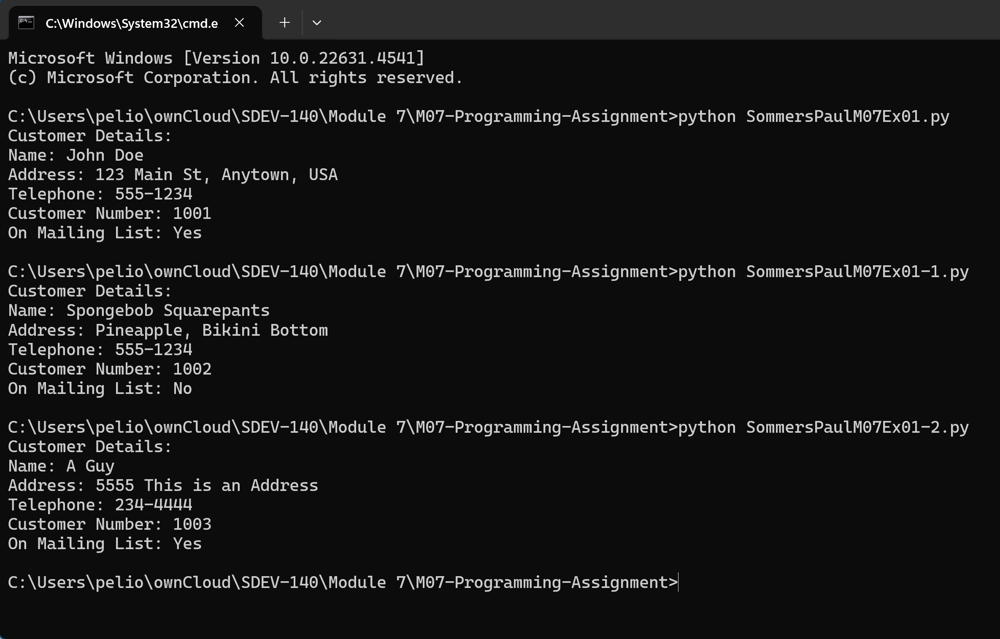 C:\Windows\System32\cmd.e
Microsoft Windows [Version 10.0.22631.4541]
(c) Microsoft Corporation. All rights reserved.
C:\Users\pelio\ownCloud\SDEV-140\Module 7\M07-Programming-Assignment>python SommersPaulM07Ex01.py
Customer Details:
Name: John Doe
Address: 123 Main St, Anytown, USA
Telephone: 555-1234
Customer Number: 1001
On Mailing List: Yes
C:\Users\pelio\ownCloud\SDEV-140\Module 7\M07-Programming-Assignment>python SommersPaulM07Ex01-1.py
Customer Details:
Name: Spongebob Squarepants
Address: Pineapple, Bikini Bottom
Telephone: 555-1234
Customer Number: 1002
On Mailing List: No
C:\Users\pelio\ownCloud\SDEV-140\Module 7\M07-Programming-Assignment>python SommersPaulM07Ex01-2.py
Customer Details:
Name: A Guy
Address: 5555 This is an Address
Telephone: 234-4444
Customer Number: 1003
On Mailing List: Yes
C:\Users\pelio\ownCloud\SDEV-140\Module 7\M07-Programming-Assignment>